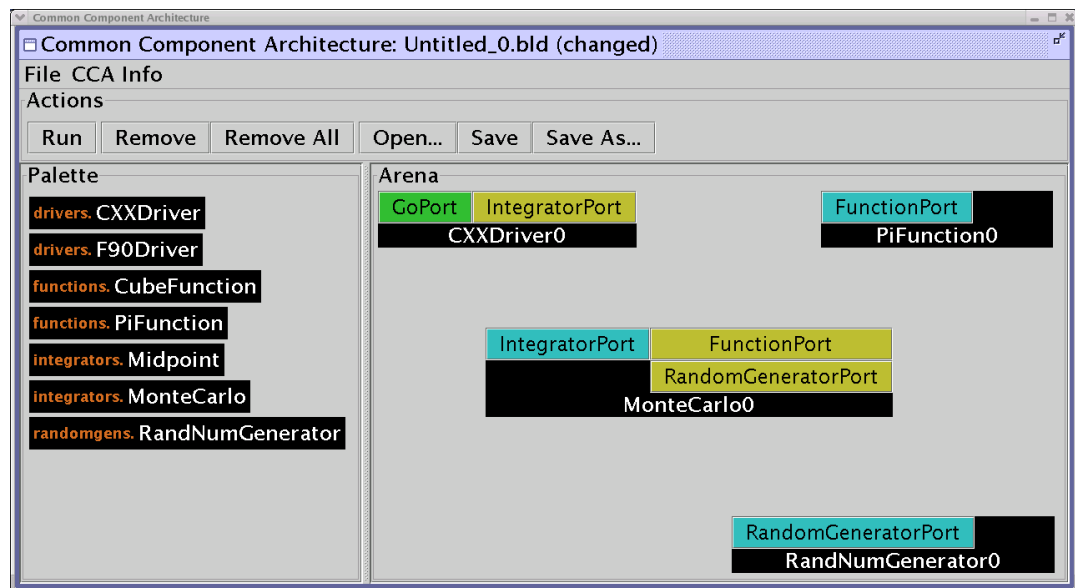 Common Component Architecture
Common Component Architecture: Untitled_0.bld (changed)
File CCA Info
Actions
Run Remove Remove All Open... Save Save As...
Palette
drivers. CXXDriver
drivers. F90Driver
functions. CubeFunction
functions. PiFunction
integrators. Midpoint
integrators. MonteCarlo
randomgens. RandNumGenerator
Arena
GoPort IntegratorPort
CXXDriver0
FunctionPort
PiFunction0
IntegratorPort FunctionPort
RandomGeneratorPort
MonteCarlo0
RandomGeneratorPort
RandNumGenerator0